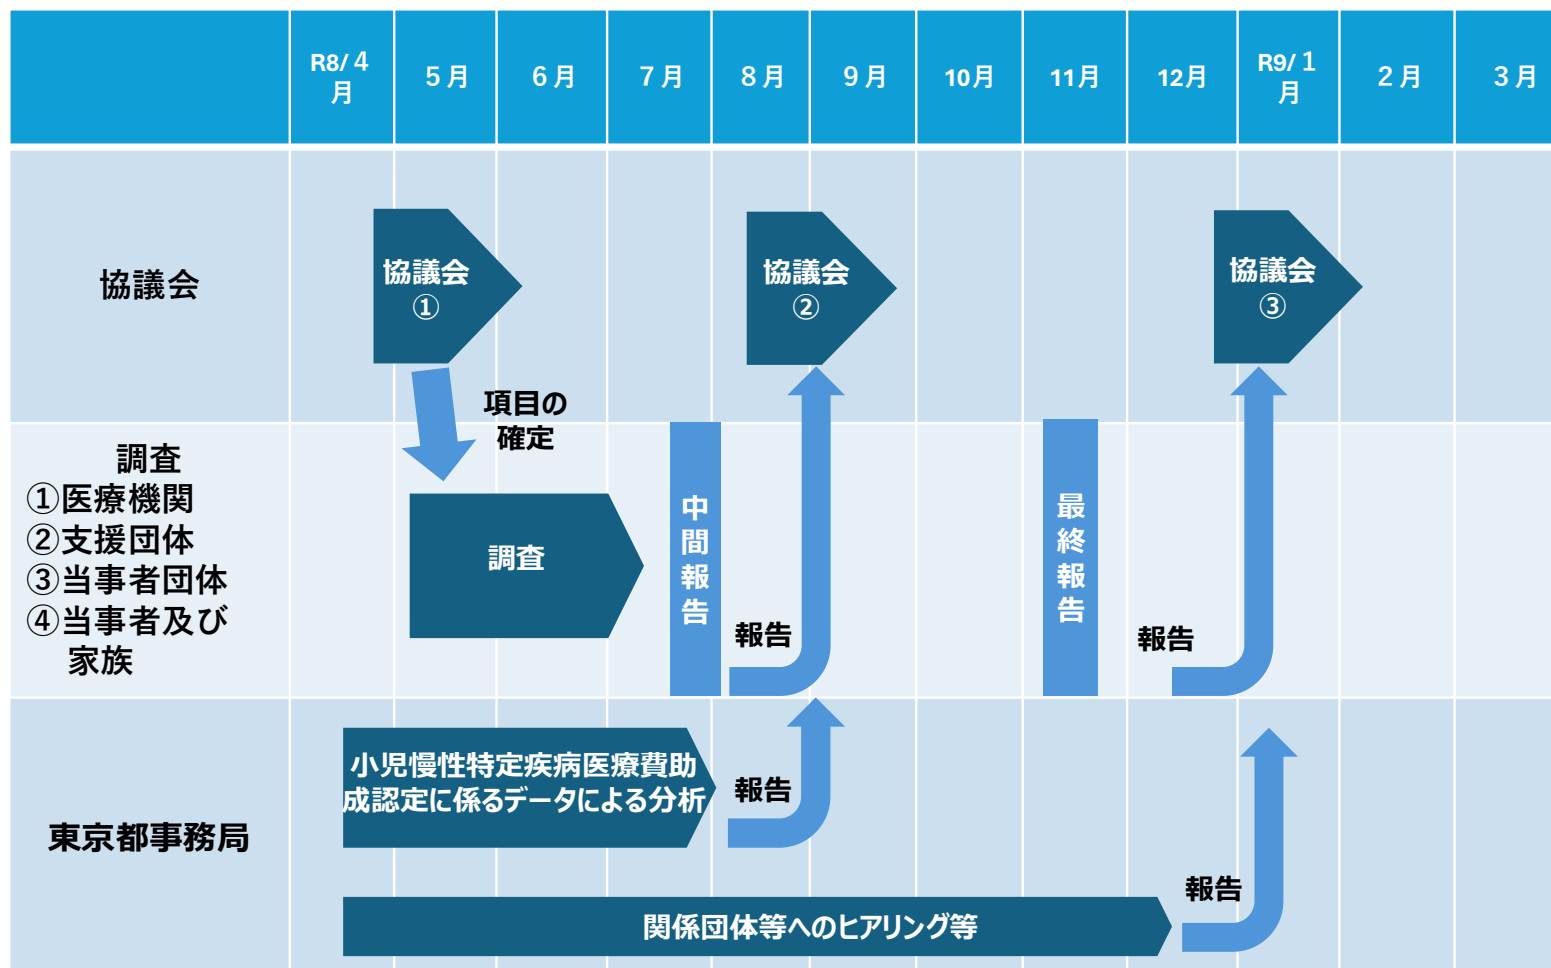 R8/４
月
５月
６月
７月
８月
９月
10月
11月
12月
R9/１
月
２月
３月
協議会
協議会
①
協議会
②
協議会
③
項目の
確定
調査
①医療機関
②支援団体
③当事者団体
④当事者及び
家族
調査
中間報告
報告
最終報告
報告
東京都事務局
小児慢性特定疾病医療費助
成認定に係るデータによる分析
報告
関係団体等へのヒアリング等
報告